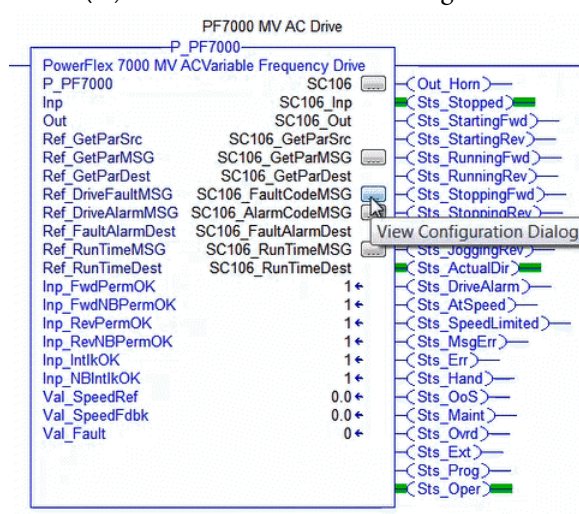 PF7000 MV AC Drive
P_PF7000
PowerFlex 7000 MV ACVariable Frequency Drive
P_PF7000 SC106 ... Out_Horn
Inp SC106_Inp Sts_Stopped
Out SC106_Out Sts_StartingFwd
Ref_GetParSrc SC106_GetParSrc Sts_StartingRev
Ref_GetParMSG SC106_GetParMSG ... Sts_RunningFwd
Ref_GetParDest SC106_GetParDest Sts_RunningRev
Ref_DriveFaultMSG SC106_FaultCodeMSG Sts_StoppingFwd
Ref_DriveAlarmMSG SC106_AlarmCodeMSG Sts_StoppingRev
Ref_FaultAlarmDest SC106_FaultAlarmDest View Configuration Dialog
Ref_RunTimeMSG SC106_RunTimeMSG ... Sts_JoggingRev
Ref_RunTimeDest SC106_RunTimeDest Sts_ActualDir
Inp_FwdPermOK 1 Sts_DriveAlarm
Inp_FwdNBPermOK 1 Sts_AtSpeed
Inp_RevPermOK 1 Sts_SpeedLimited
Inp_RevNBPermOK 1 Sts_MsgErr
Inp_IntlkOK 1 Sts_Err
Inp_NBIntlkOK 1 Sts_Hand
Val_SpeedRef 0.0 Sts_OoS
Val_SpeedFdbk 0.0 Sts_Maint
Val_Fault 0 Sts_Ovrd
Sts_Ext
Sts_Prog
Sts_Oper